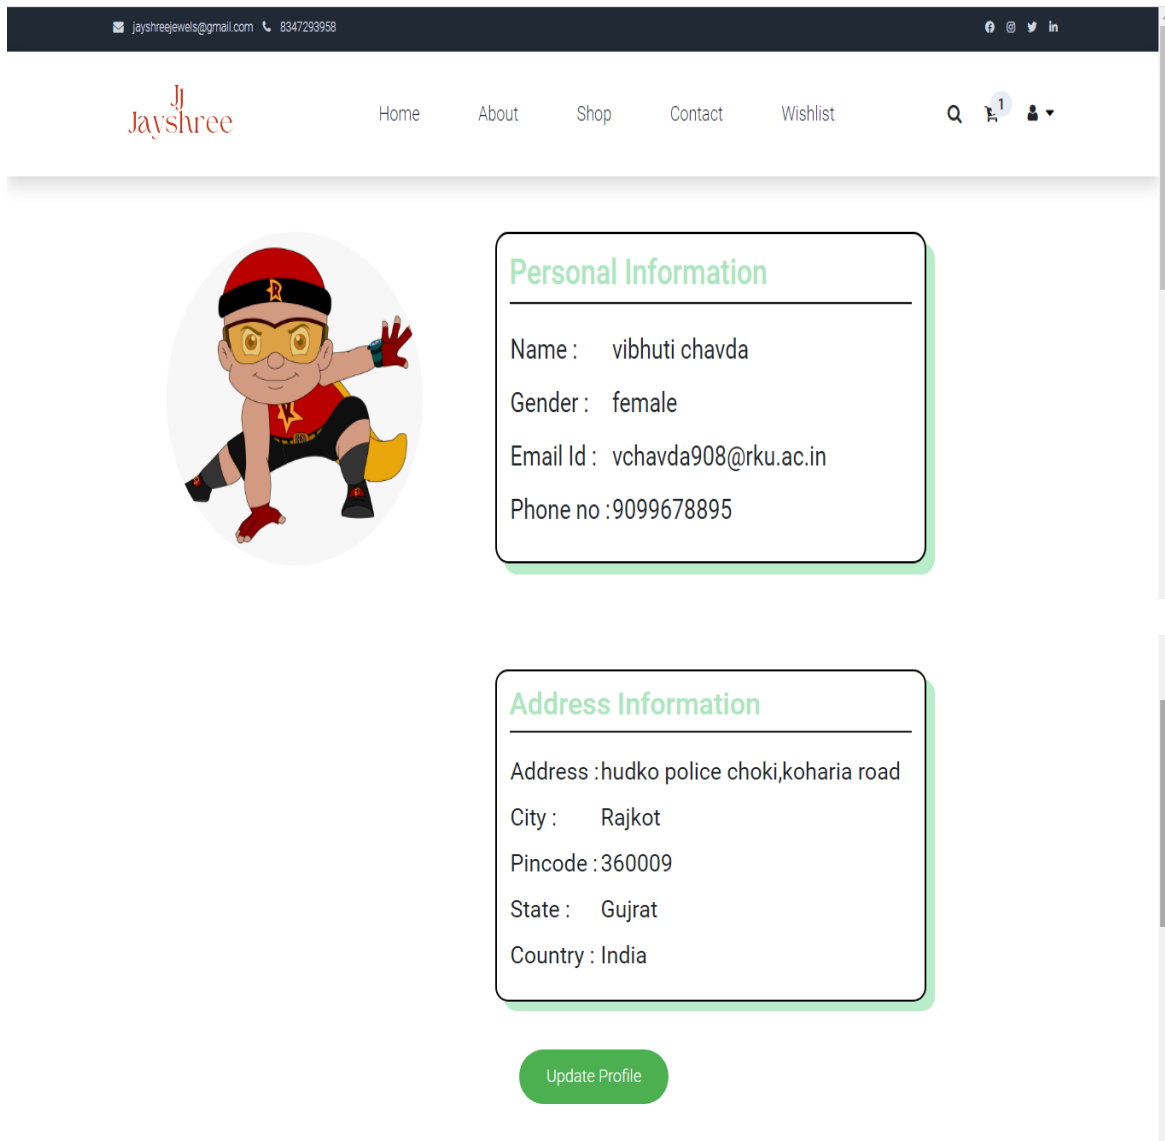 jayshreejewels@gmail.com 8347293958
JJ
Jayshree
Home About Shop Contact Wishlist
1
R
Personal Information
Name : vibhuti chavda
Gender : female
Email Id : vchavda908@rku.ac.in
Phone no :9099678895
Address Information
Address :hudko police choki,koharia road
City : Rajkot
Pincode :360009
State : Gujrat
Country : India
Update Profile